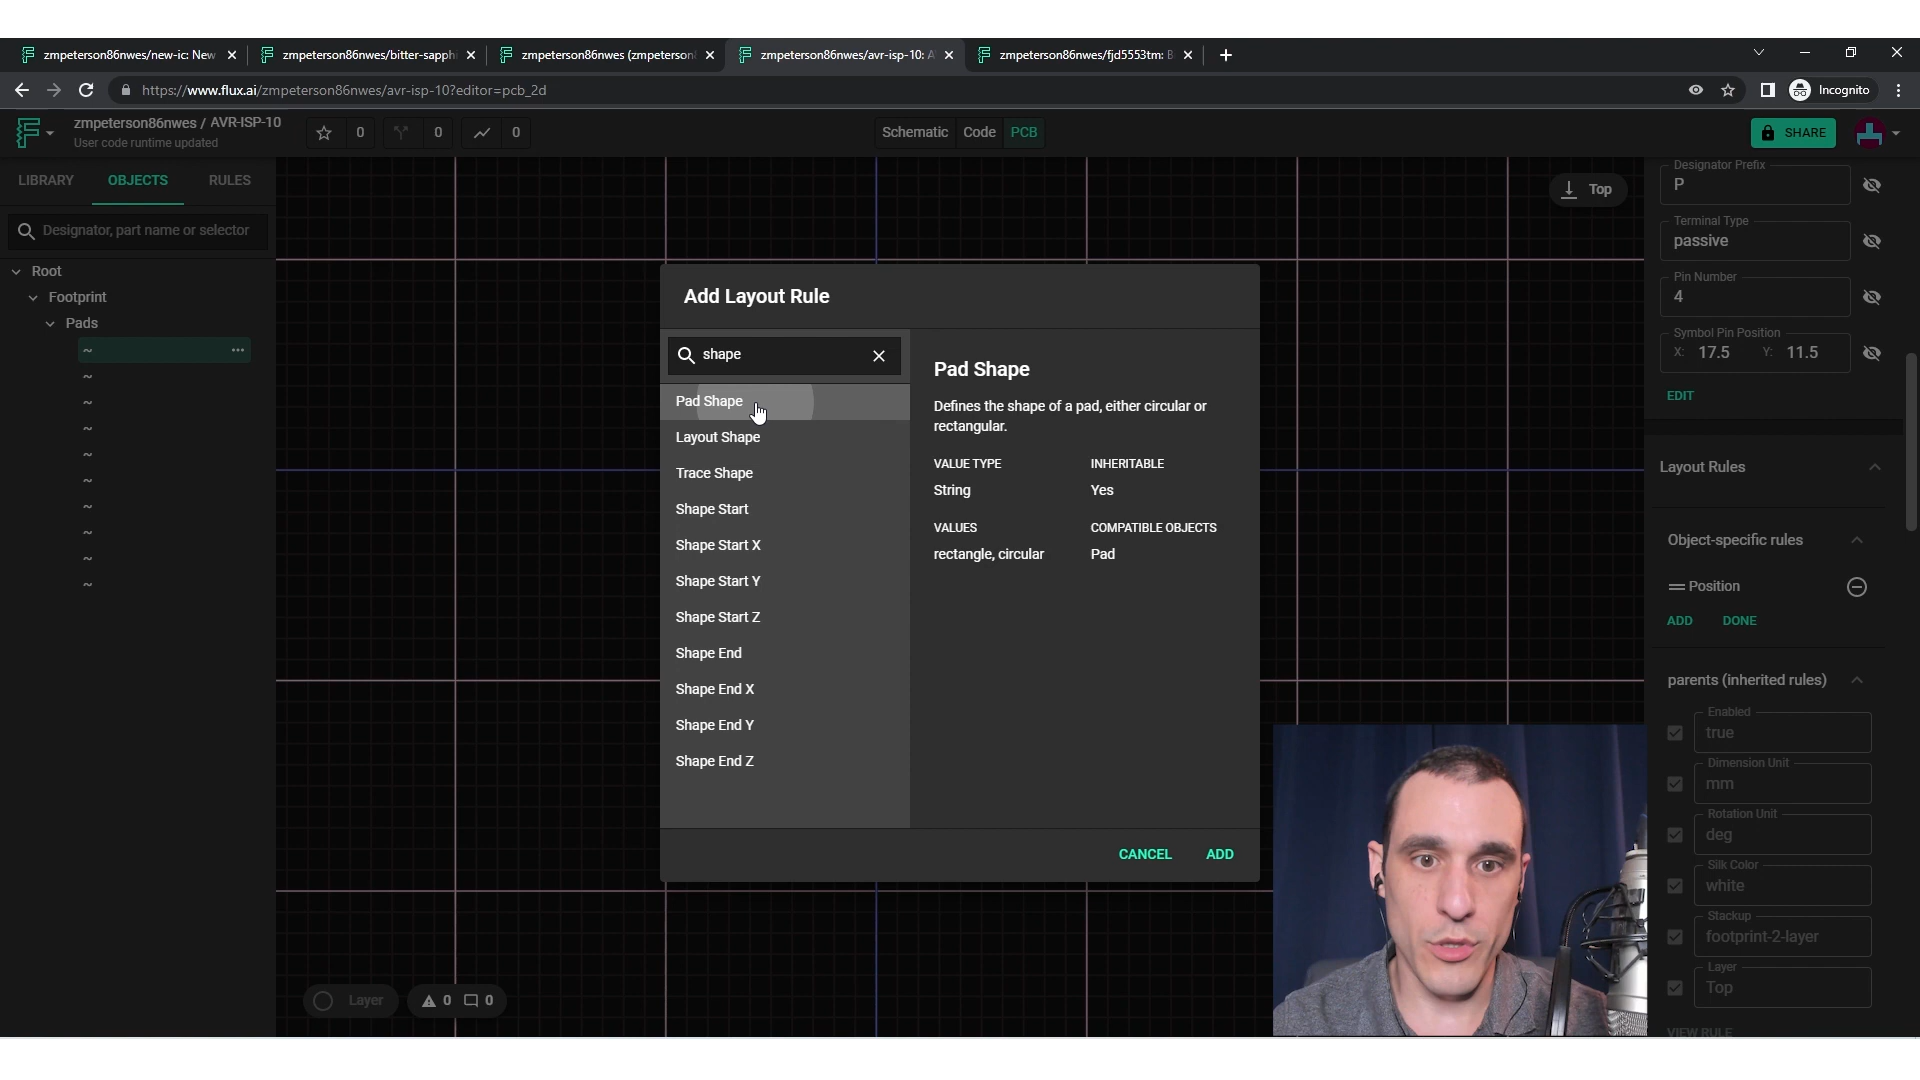 zmpeterson86nwes/new-ic: New
zmpeterson86nwes/bitter-sapph
zmpeterson86nwes (zmpeterson
zmpeterson86nwes/avr-isp-10: A
zmpeterson86nwes/fjd5553tm: B
https://www.flux.ai/zmpeterson86nwes/avr-isp-10?editor=pcb_2d
Incognito
zmpeterson86nwes / AVR-ISP-10
User code runtime updated
0
0
0
Schematic Code PCB
SHARE
LIBRARY OBJECTS RULES
Designator, part name or selector
Root
Footprint
Pads
~
~
~
~
~
~
~
~
~
~
Top
Add Layout Rule
shape
Pad Shape
Layout Shape
Trace Shape
Shape Start
Shape Start X
Shape Start Y
Shape Start Z
Shape End
Shape End X
Shape End Y
Shape End Z
Pad Shape
Defines the shape of a pad, either circular or
rectangular.
VALUE TYPE INHERITABLE
String Yes
VALUES COMPATIBLE OBJECTS
rectangle, circular Pad
CANCEL ADD
Layer
0 0
Designator Prefix
P
Terminal Type
passive
Pin Number
4
Symbol Pin Position
X: 17.5 Y: 11.5
EDIT
Layout Rules
Object-specific rules
Position
ADD DONE
parents (inherited rules)
Enabled
true
Dimension Unit
mm
Rotation Unit
deg
Silk Color
white
Stackup
footprint-2-layer
Layer
Top
VIEW RULE